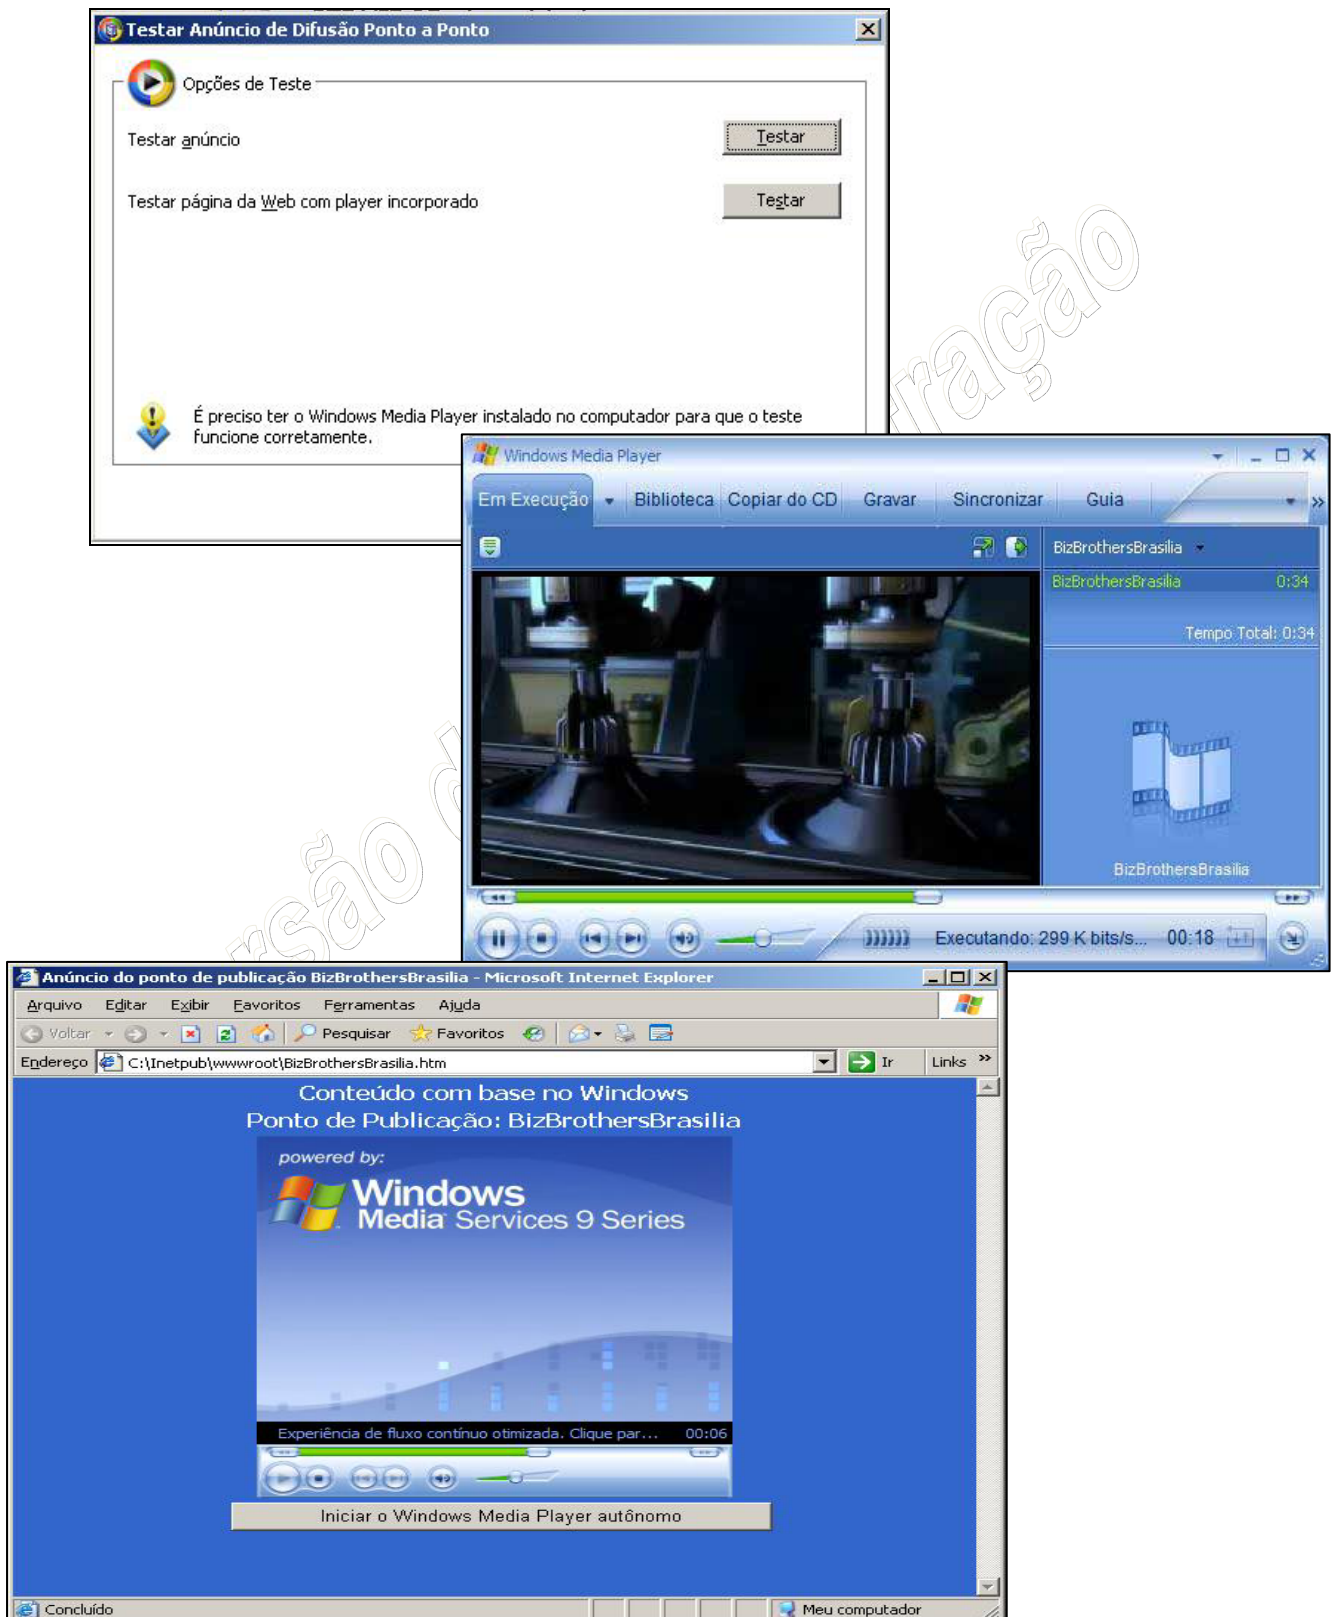 Testar Anúncio de Difusão Ponto a Ponto
Opções de Teste
Testar anúncio
Testar
Testar página da Web com player incorporado
Testar
É preciso ter o Windows Media Player instalado no computador para que o teste
funcione corretamente.
Windows Media Player
Em Execução Biblioteca Copiar do CD Gravar Sincronizar Guia
BizBrothersBrasilia
BizBrothersBrasilia 0:34
Tempo Total: 0:34
BizBrothersBrasilia
Executando: 299 K bits/s... 00:18
Anúncio do ponto de publicação BizBrothersBrasilia - Microsoft Internet Explorer
Arquivo Editar Exibir Favoritos Ferramentas Ajuda
Voltar Pesquisar Favoritos
Endereço C:\Inetpub\wwwroot\BizBrothersBrasilia.htm Ir Links »
Conteúdo com base no Windows
Ponto de Publicação: BizBrothersBrasilia
powered by:
Windows
Media Services 9 Series
Experiência de fluxo contínuo otimizada. Clique par... 00:06
Iniciar o Windows Media Player autônomo
Concluído Meu computador